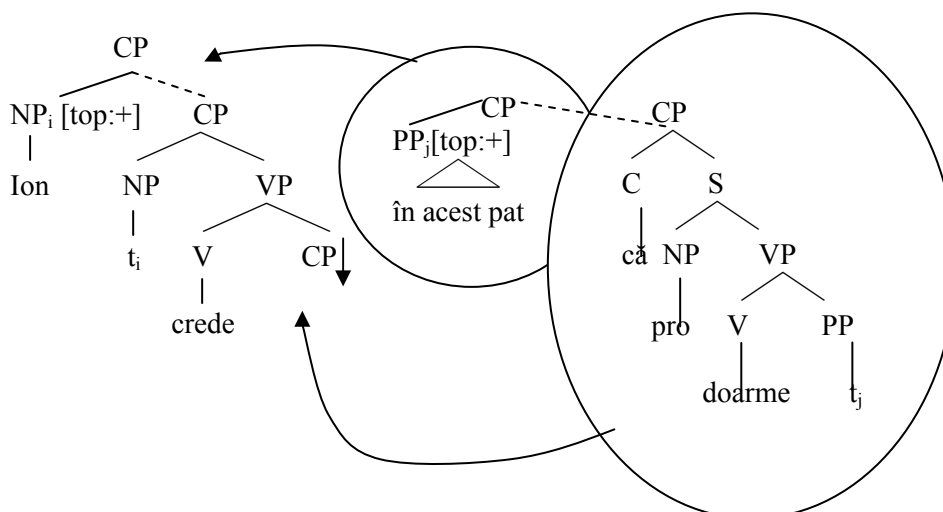 CP
NPi [top:+]
CP
Ion
NP
VP
ti
V
CP
crede
CP
PPj[top:+]
în acest pat
CP
C
S
că
NP
VP
pro
V
PP
doarme
tj